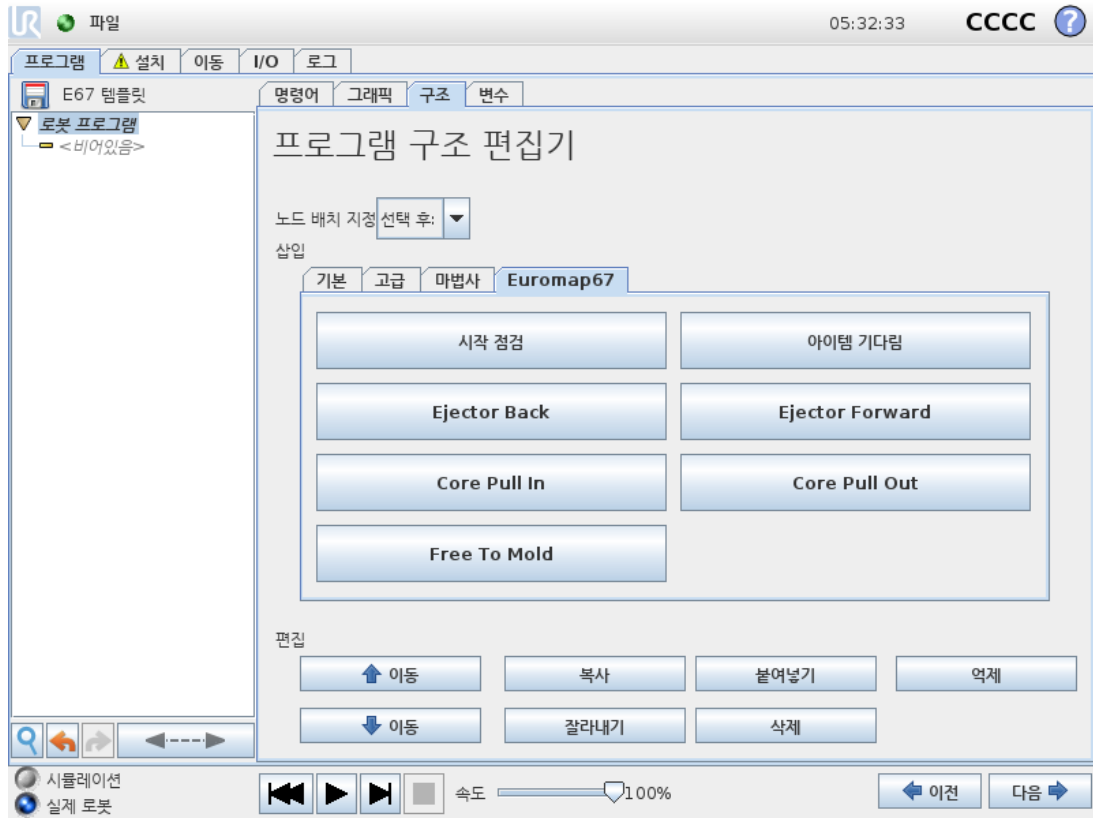 UR 파일 05:32:33 CCCC ?
프로그램 설치 이동 I/O 로그
E67 템플릿
명령어 그래픽 구조 변수
로봇 프로그램
<비어있음>
프로그램 구조 편집기
노드 배치 지정 선택 후:
삽입
기본 고급 마법사 Euromap67
시작 점검 아이템 기다림
Ejector Back Ejector Forward
Core Pull In Core Pull Out
Free To Mold
편집
이동 복사 붙여넣기 억제
이동 잘라내기 삭제
시뮬레이션
실제 로봇
속도 100%
이전 다음